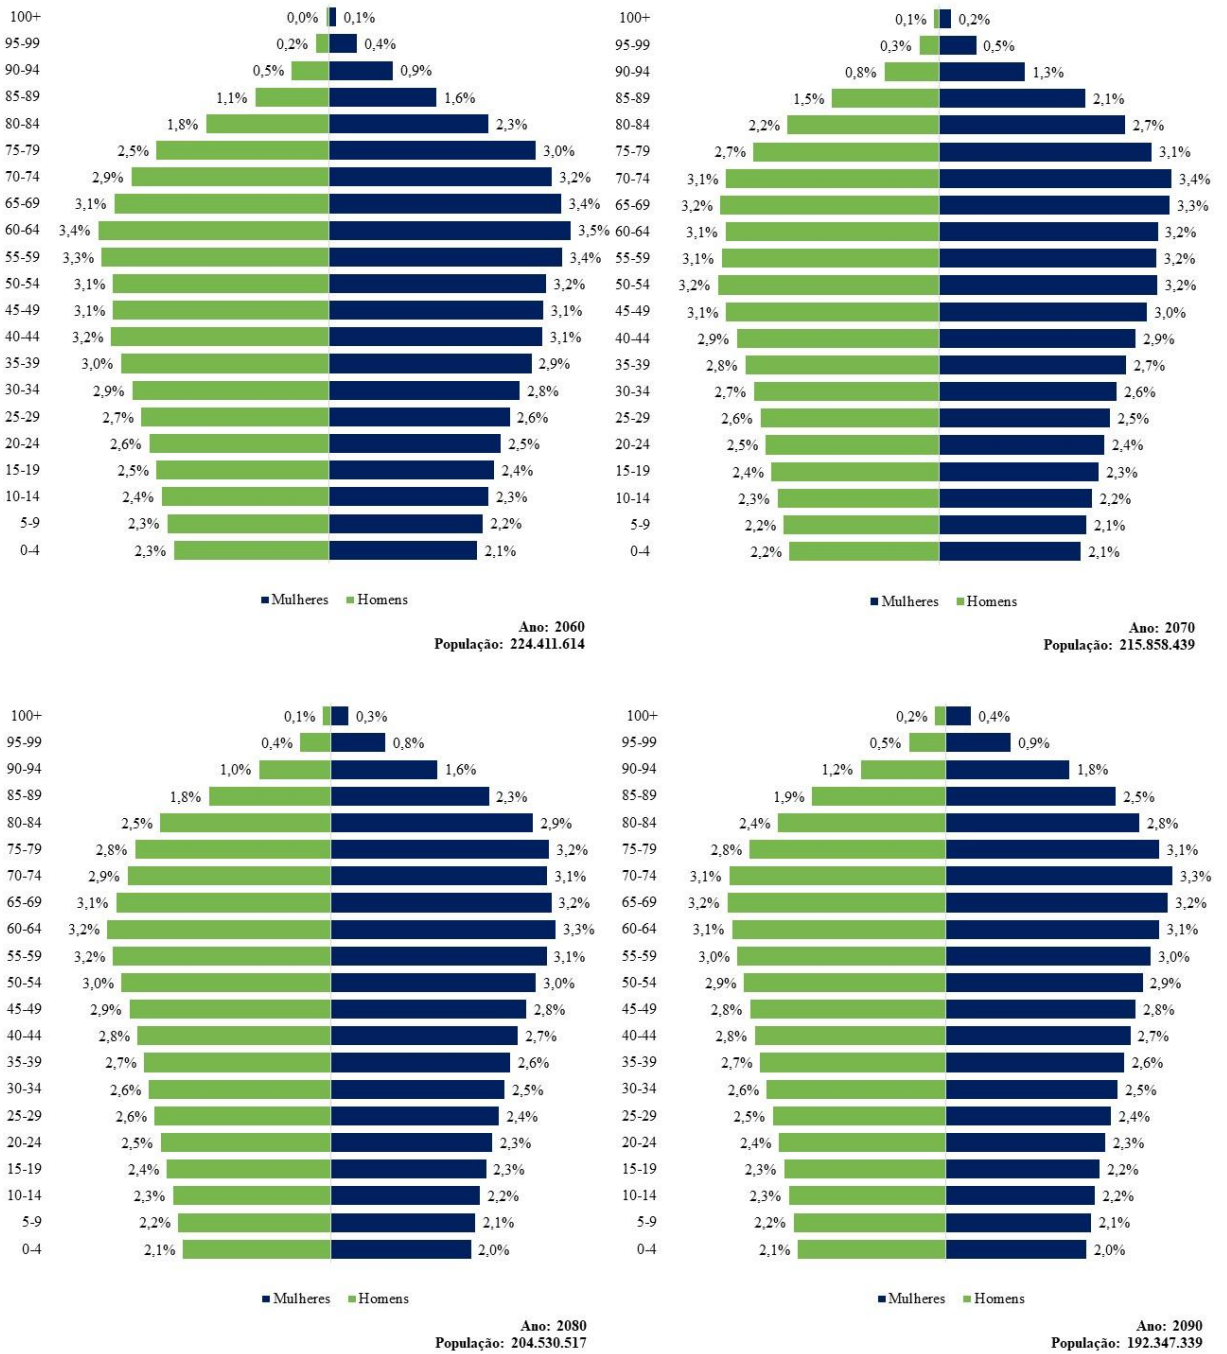 100+ 0,0% 0,1%
95-99 0,2% 0,4%
90-94 0,5% 0,9%
85-89 1,1% 1,6%
80-84 1,8% 2,3%
75-79 2,5% 3,0%
70-74 2,9% 3,2%
65-69 3,1% 3,4%
60-64 3,4% 3,5%
55-59 3,3% 3,4%
50-54 3,1% 3,2%
45-49 3,1% 3,1%
40-44 3,2% 3,1%
35-39 3,0% 2,9%
30-34 2,9% 2,8%
25-29 2,7% 2,6%
20-24 2,6% 2,5%
15-19 2,5% 2,4%
10-14 2,4% 2,3%
5-9 2,3% 2,2%
0-4 2,3% 2,1%
Mulheres Homens
Ano: 2060
População: 224.411.614
100+ 0,1% 0,2%
95-99 0,3% 0,5%
90-94 0,8% 1,3%
85-89 1,5% 2,1%
80-84 2,2% 2,7%
75-79 2,7% 3,1%
70-74 3,1% 3,4%
65-69 3,2% 3,3%
60-64 3,1% 3,2%
55-59 3,1% 3,2%
50-54 3,2% 3,2%
45-49 3,1% 3,0%
40-44 2,9% 2,9%
35-39 2,8% 2,7%
30-34 2,7% 2,6%
25-29 2,6% 2,5%
20-24 2,5% 2,4%
15-19 2,4% 2,3%
10-14 2,3% 2,2%
5-9 2,2% 2,1%
0-4 2,2% 2,1%
Mulheres Homens
Ano: 2070
População: 215.858.439
100+ 0,1% 0,3%
95-99 0,4% 0,8%
90-94 1,0% 1,6%
85-89 1,8% 2,3%
80-84 2,5% 2,9%
75-79 2,8% 3,2%
70-74 2,9% 3,1%
65-69 3,1% 3,2%
60-64 3,2% 3,3%
55-59 3,2% 3,1%
50-54 3,0% 3,0%
45-49 2,9% 2,8%
40-44 2,8% 2,7%
35-39 2,7% 2,6%
30-34 2,6% 2,5%
25-29 2,6% 2,4%
20-24 2,5% 2,3%
15-19 2,4% 2,3%
10-14 2,3% 2,2%
5-9 2,2% 2,1%
0-4 2,1% 2,0%
Mulheres Homens
Ano: 2080
População: 204.530.517
100+ 0,2% 0,4%
95-99 0,5% 0,9%
90-94 1,2% 1,8%
85-89 1,9% 2,5%
80-84 2,4% 2,8%
75-79 2,8% 3,1%
70-74 3,1% 3,3%
65-69 3,2% 3,2%
60-64 3,1% 3,1%
55-59 3,0% 3,0%
50-54 2,9% 2,9%
45-49 2,8% 2,8%
40-44 2,8% 2,7%
35-39 2,7% 2,6%
30-34 2,6% 2,5%
25-29 2,5% 2,4%
20-24 2,4% 2,3%
15-19 2,3% 2,2%
10-14 2,3% 2,2%
5-9 2,2% 2,1%
0-4 2,1% 2,0%
Mulheres Homens
Ano: 2090
População: 192.347.339